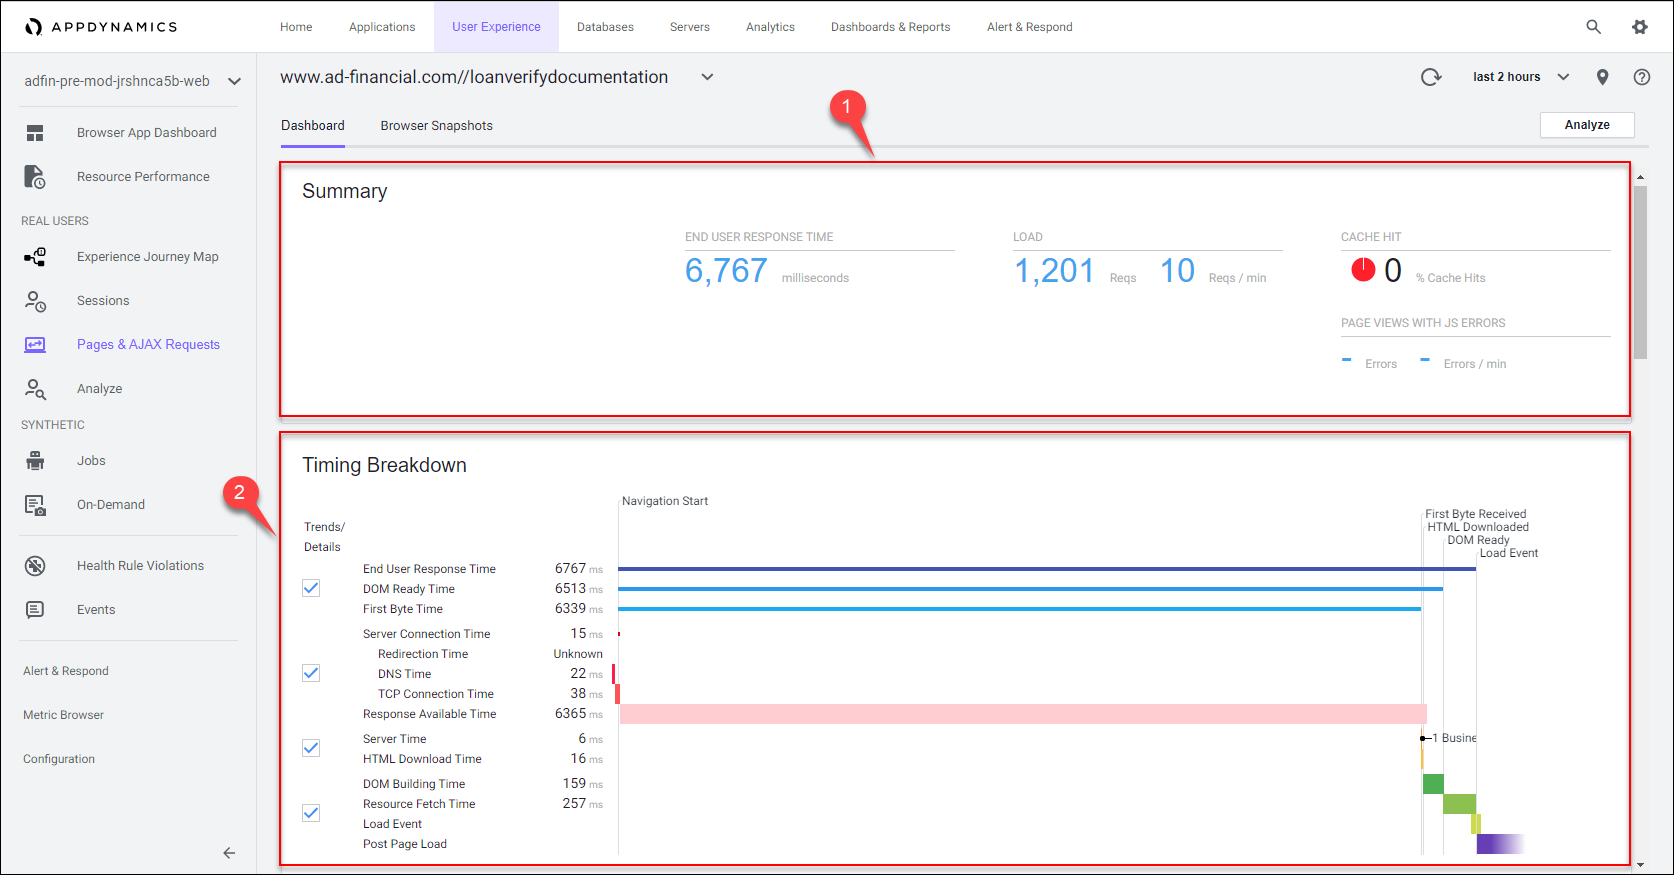 APPDYNAMICS
Home Applications User Experience Databases Servers Analytics Dashboards & Reports Alert & Respond
adfin-pre-mod-jrshnca5b-web
Browser App Dashboard
Resource Performance
REAL USERS
Experience Journey Map
Sessions
Pages & AJAX Requests
Analyze
SYNTHETIC
Jobs
On-Demand
Health Rule Violations
Events
Alert & Respond
Metric Browser
Configuration
www.ad-financial.com//loanverifydocumentation
last 2 hours
Dashboard Browser Snapshots
Analyze
1
Summary
END USER RESPONSE TIME
6,767 milliseconds
LOAD
1,201 Reqs 10 Reqs / min
CACHE HIT
0 % Cache Hits
PAGE VIEWS WITH JS ERRORS
- Errors - Errors / min
2
Timing Breakdown
Navigation Start
First Byte Received
HTML Downloaded
DOM Ready
Load Event
Trends/
Details
End User Response Time 6767 ms
DOM Ready Time 6513 ms
First Byte Time 6339 ms
Server Connection Time 15 ms
Redirection Time Unknown
DNS Time 22 ms
TCP Connection Time 38 ms
Response Available Time 6365 ms
Server Time 6 ms
1 Busine
HTML Download Time 16 ms
DOM Building Time 159 ms
Resource Fetch Time 257 ms
Load Event
Post Page Load